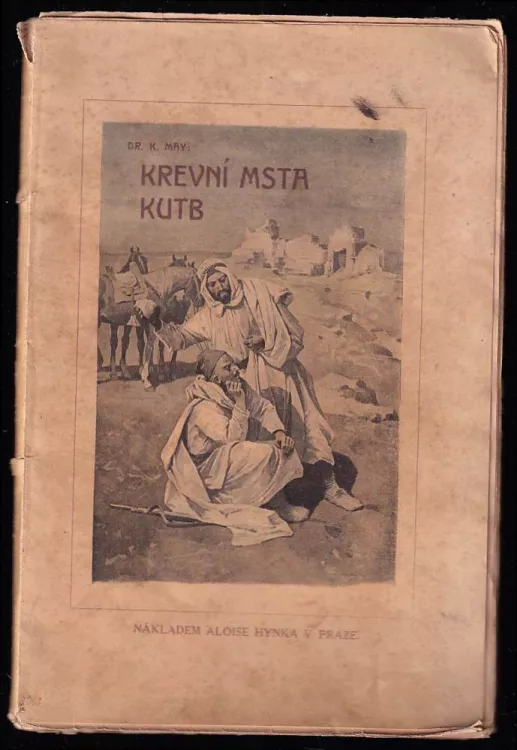 DR. K. MAY:
KREVNÍ MSTA
KUTB
NÁKLADEM ALOISE HYNKA V PRAZE.